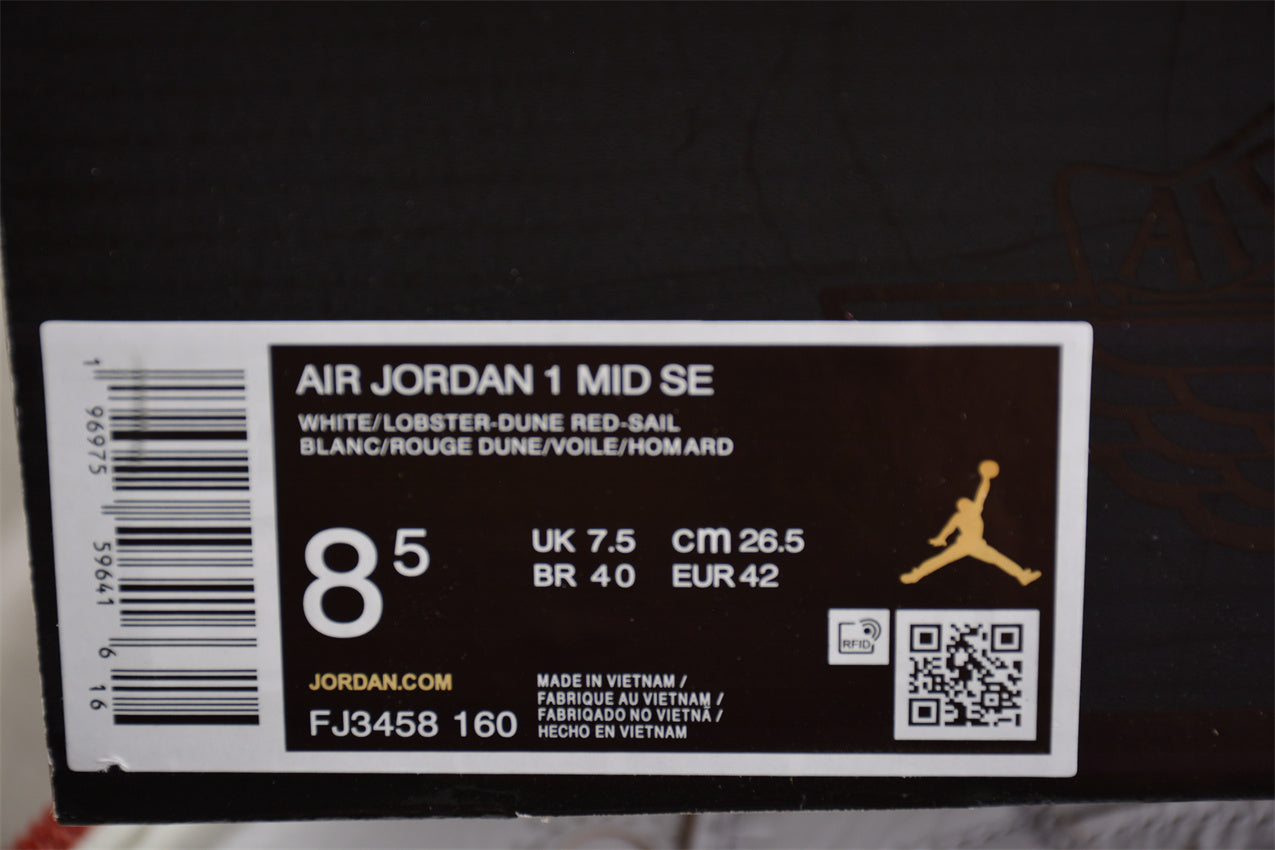 AIR JORDAN 1 MID SE
WHITE/LOBSTER-DUNE RED-SAIL
BLANC/ROUGE DUNE/VOILE/HOMARD
8 5
UK 7.5 cm 26.5
BR 40 EUR 42
RFID
JORDAN.COM
FJ3458 160
MADE IN VIETNAM /
FABRIQUE AU VIETNAM /
FABRIQADO NO VIETNÃ /
HECHO EN VIETNAM
1 96975 59641 6 16
AI